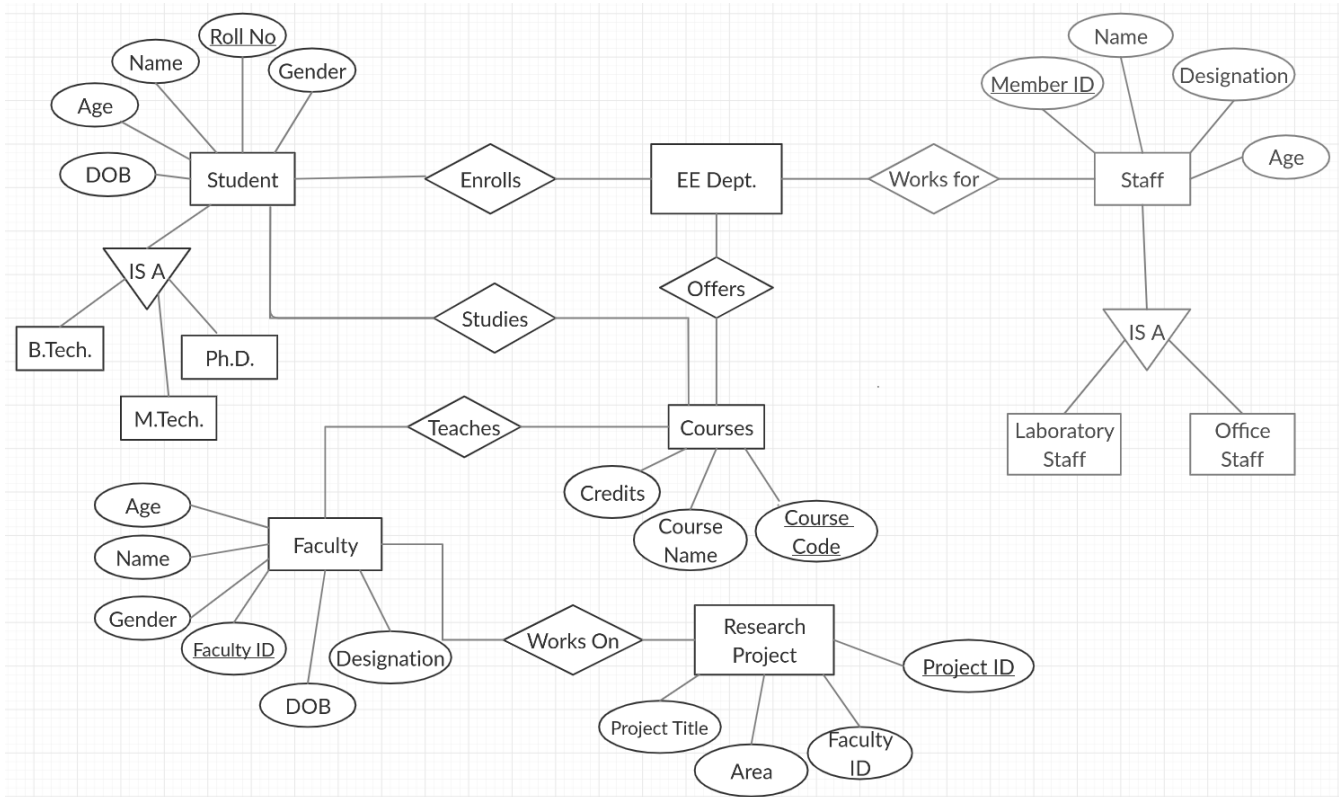 Roll No
Name
Gender
Age
DOB
Student
Enrolls
EE Dept.
Works for
Staff
Name
Member ID
Designation
Age
IS A
B.Tech.
Ph.D.
M.Tech.
Studies
Offers
IS A
Laboratory
Staff
Office
Staff
Teaches
Courses
Credits
Course
Name
Course
Code
Age
Name
Gender
Faculty
Faculty ID
DOB
Designation
Works On
Research
Project
Project ID
Project Title
Area
Faculty
ID